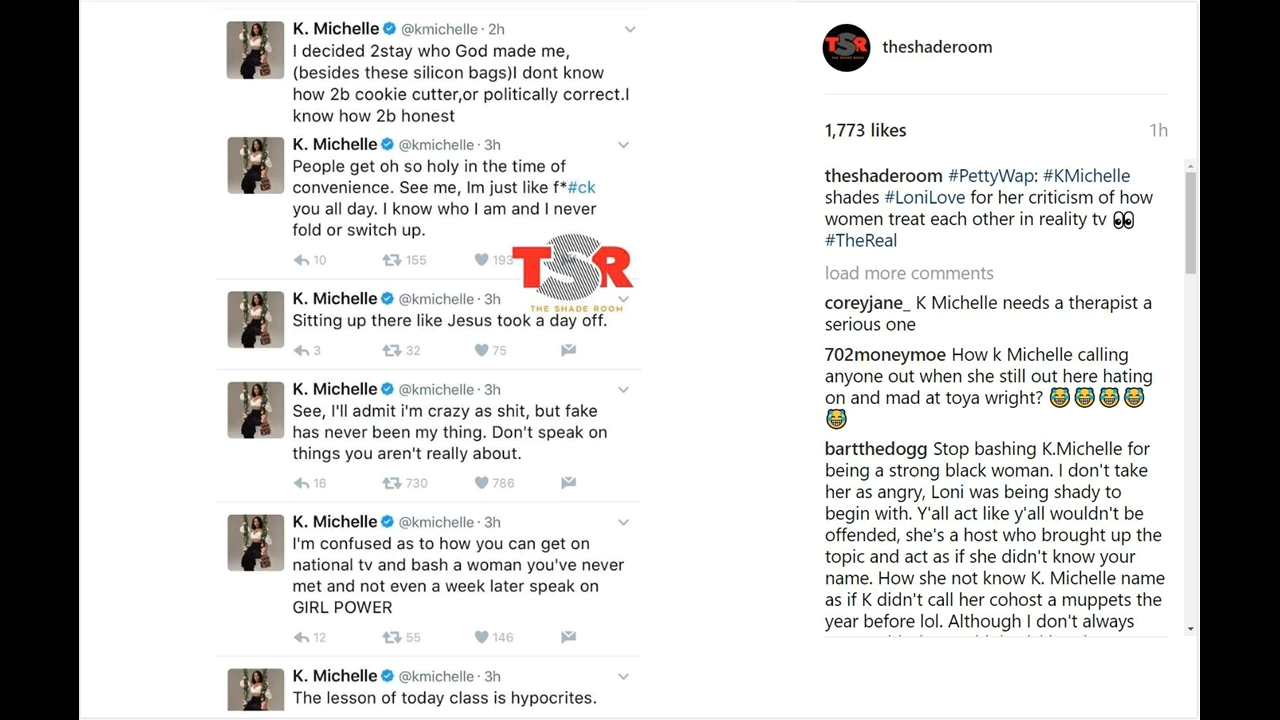 K. Michelle @kmichelle · 2h
I decided 2stay who God made me,
(besides these silicon bags)I dont know
how 2b cookie cutter,or politically correct.I
know how 2b honest
K. Michelle @kmichelle · 3h
People get oh so holy in the time of
convenience. See me, Im just like f*#ck
you all day. I know who I am and I never
fold or switch up.
10 155 193
TSR
THE SHADE ROOM
K. Michelle @kmichelle · 3h
Sitting up there like Jesus took a day off.
3 32 75
K. Michelle @kmichelle · 3h
See, I'll admit i'm crazy as shit, but fake
has never been my thing. Don't speak on
things you aren't really about.
16 730 786
K. Michelle @kmichelle · 3h
I'm confused as to how you can get on
national tv and bash a woman you've never
met and not even a week later speak on
GIRL POWER
12 55 146
K. Michelle @kmichelle · 3h
The lesson of today class is hypocrites.
TSR
theshaderoom
1,773 likes 1h
theshaderoom #PettyWap: #KMichelle
shades #LoniLove for her criticism of how
women treat each other in reality tv 👀
#TheReal
load more comments
coreyjane_ K Michelle needs a therapist a
serious one
702moneymoe How k Michelle calling
anyone out when she still out here hating
on and mad at toya wright? 😂😂😂😂
😂
bartthedogg Stop bashing K.Michelle for
being a strong black woman. I don't take
her as angry, Loni was being shady to
begin with. Y'all act like y'all wouldn't be
offended, she's a host who brought up the
topic and act as if she didn't know your
name. How she not know K. Michelle name
as if K didn't call her cohost a muppets the
year before lol. Although I don't always